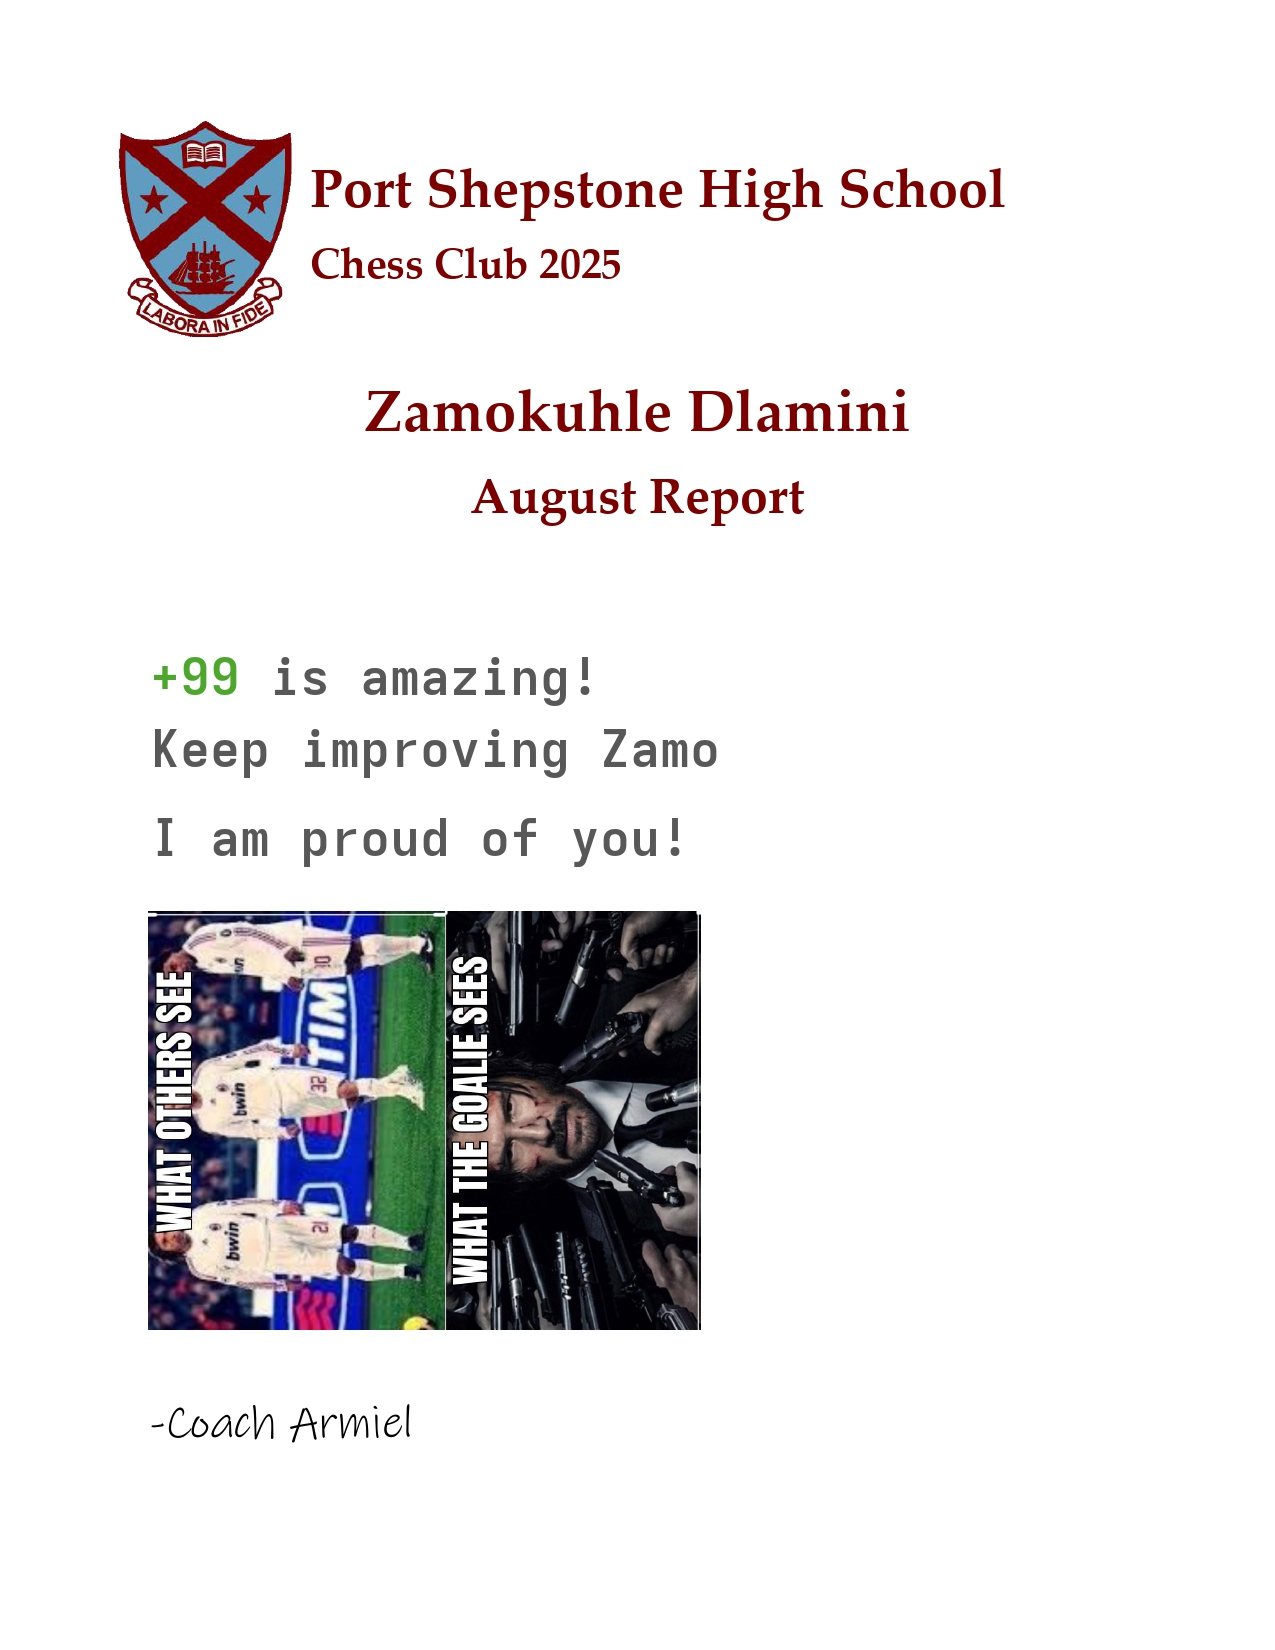 Port Shepstone High School
Chess Club 2025
LABORA IN FIDE
Zamokuhle Dlamini
August Report
+99 is amazing!
Keep improving Zamo
I am proud of you!
WHAT OTHERS SEE
TIM
bwin
32
bwin
21
WHAT THE GOALIE SEES
-Coach Armiel